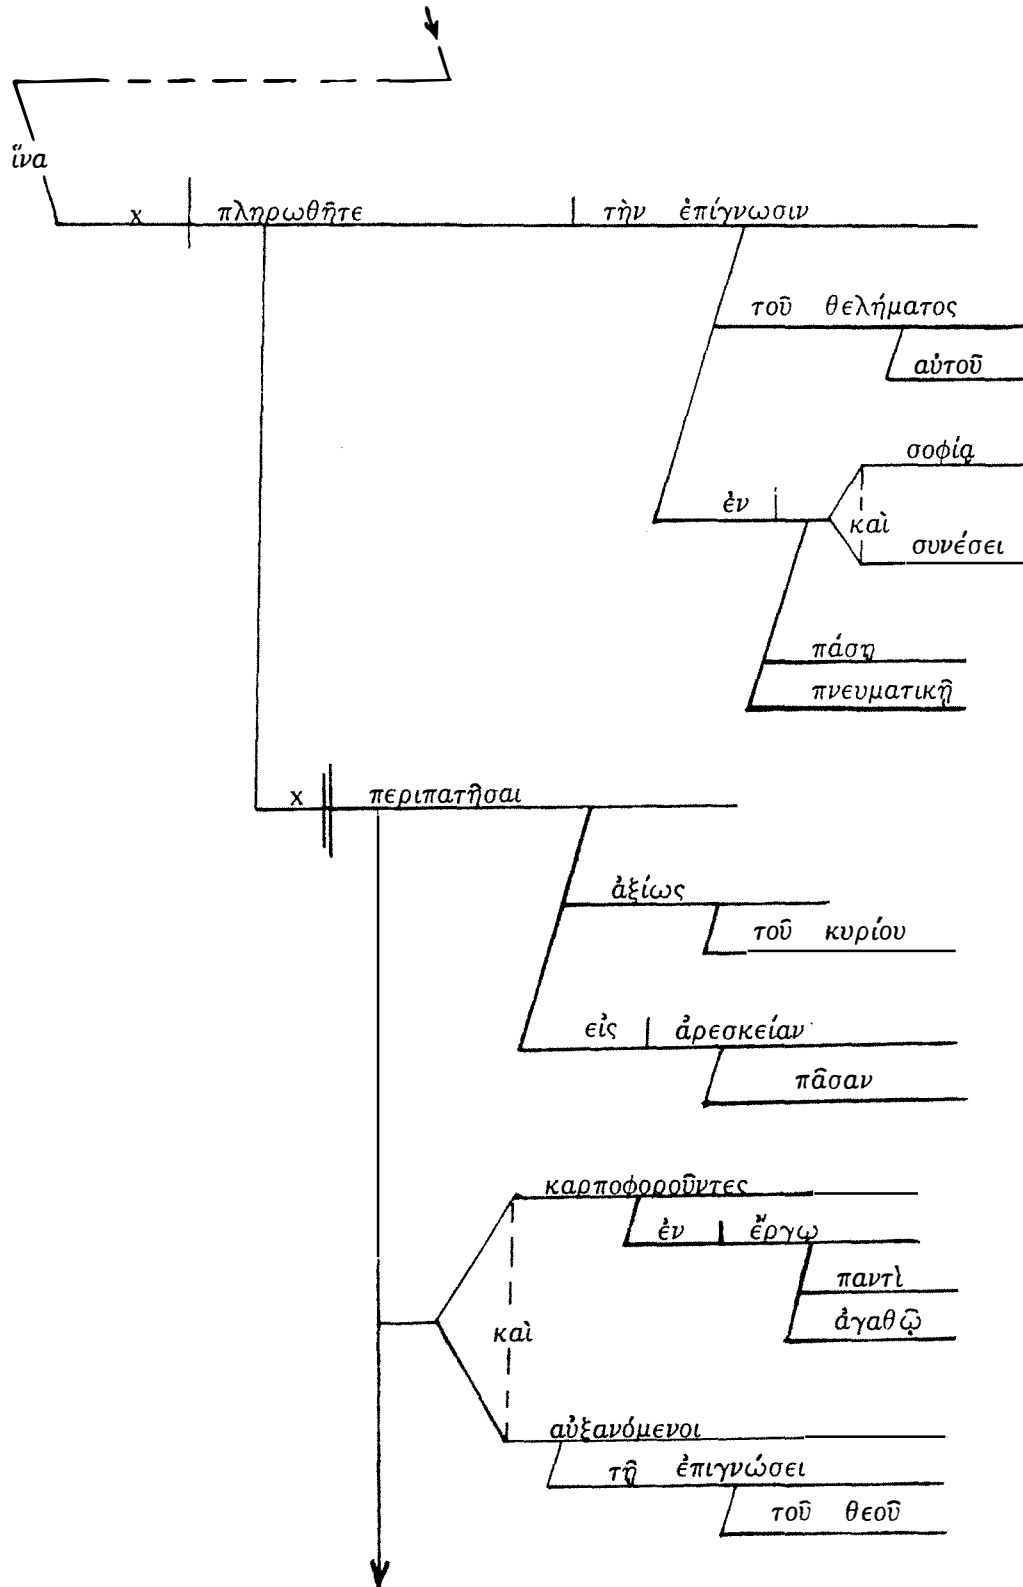 ἵνα
x πληρωθῆτε τὴν ἐπίγνωσιν
τοῦ θελήματος
αὐτοῦ
σοφίᾳ
ἐν
καὶ
συνέσει
πάσῃ
πνευματικῇ
x περιπατῆσαι
ἀξίως
τοῦ κυρίου
εἰς ἀρεσκείαν
πᾶσαν
καρποφοροῦντες
ἐν ἔργῳ
παντὶ
ἀγαθῷ
καὶ
αὐξανόμενοι
τῇ ἐπιγνώσει
τοῦ θεοῦ